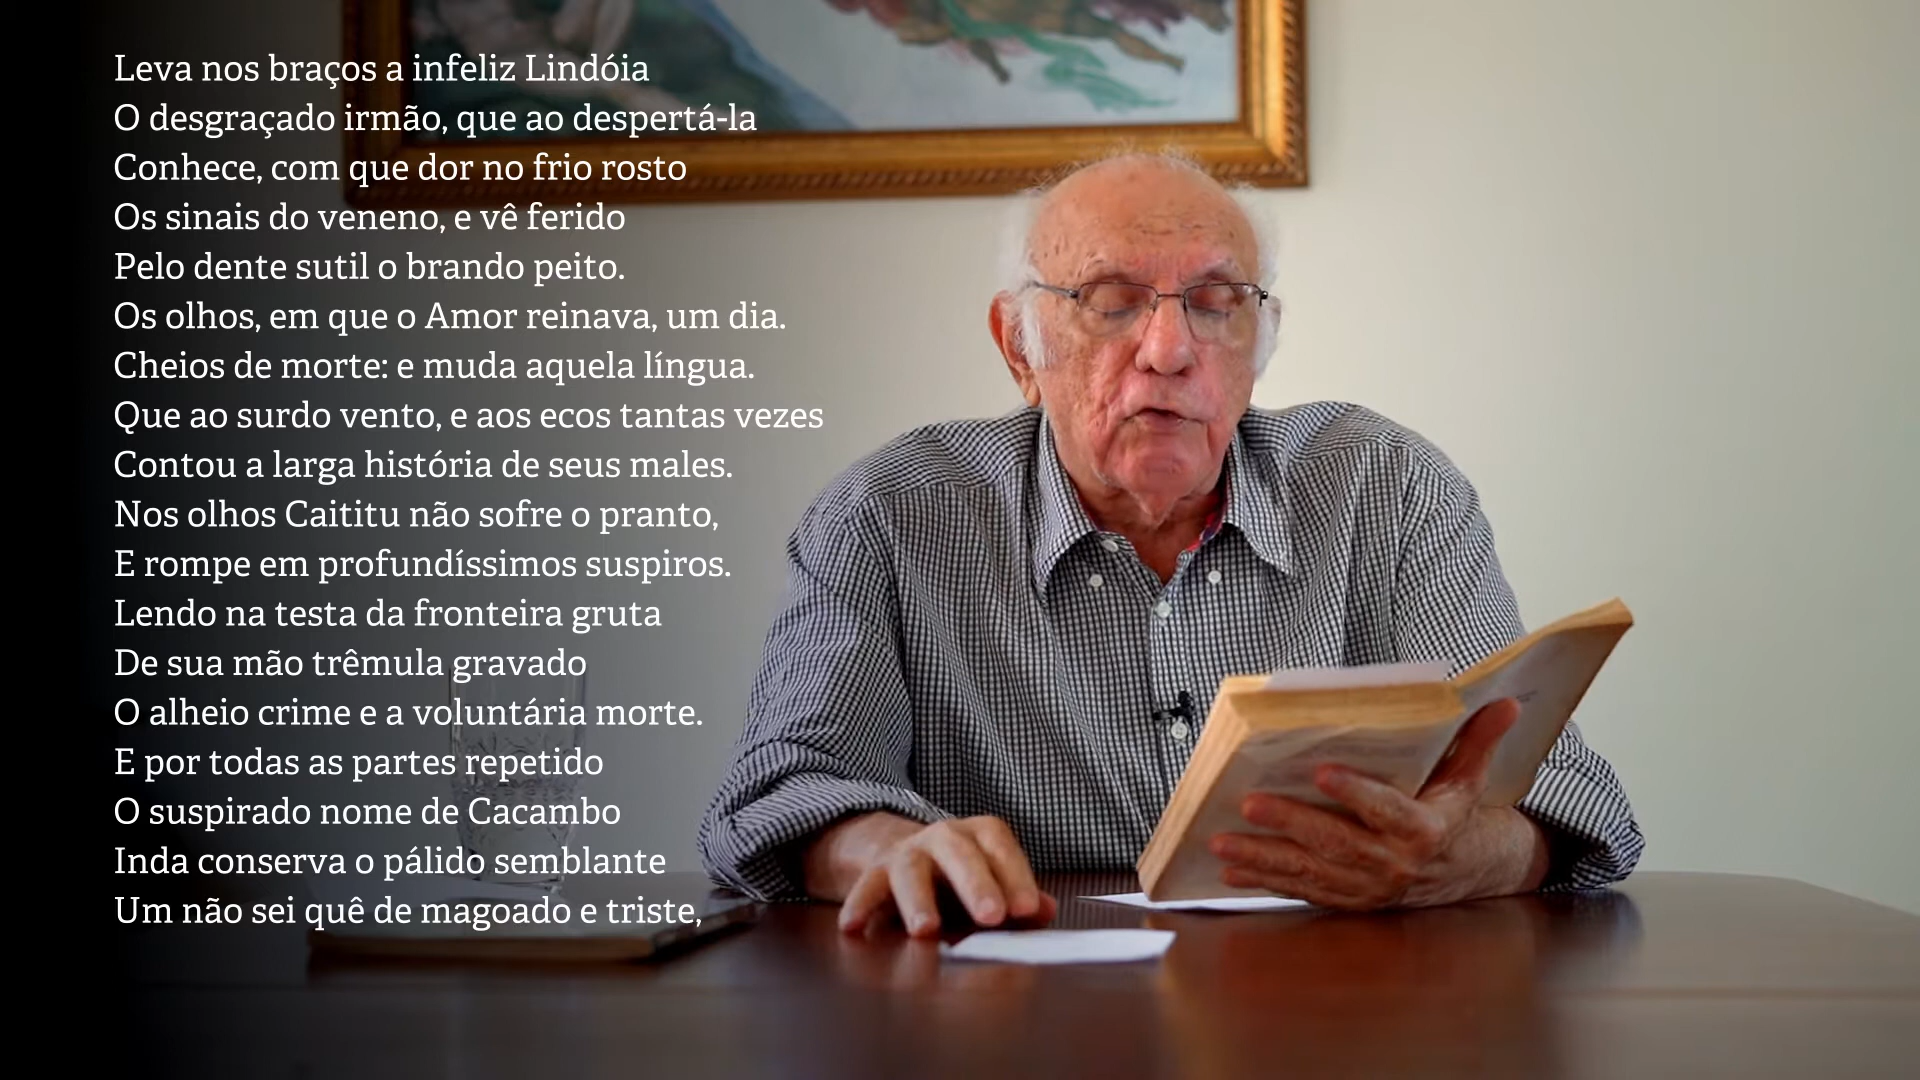 Leva nos braços a infeliz Lindóia
O desgraçado irmão, que ao despertá-la
Conhece, com que dor no frio rosto
Os sinais do veneno, e vê ferido
Pelo dente sutil o brando peito.
Os olhos, em que o Amor reinava, um dia.
Cheios de morte: e muda aquela língua.
Que ao surdo vento, e aos ecos tantas vezes
Contou a larga história de seus males.
Nos olhos Caititu não sofre o pranto,
E rompe em profundíssimos suspiros.
Lendo na testa da fronteira gruta
De sua mão trêmula gravado
O alheio crime e a voluntária morte.
E por todas as partes repetido
O suspirado nome de Cacambo
Inda conserva o pálido semblante
Um não sei quê de magoado e triste,